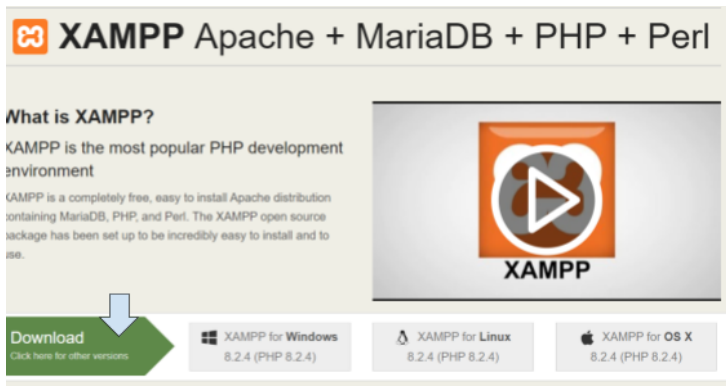 XAMPP Apache + MariaDB + PHP + Perl
What is XAMPP?
XAMPP is the most popular PHP development
environment
XAMPP is a completely free, easy to install Apache distribution
containing MariaDB, PHP, and Perl. The XAMPP open source
package has been set up to be incredibly easy to install and to
use.
XAMPP
Download
Click here for other versions
XAMPP for Windows
8.2.4 (PHP 8.2.4)
XAMPP for Linux
8.2.4 (PHP 8.2.4)
XAMPP for OS X
8.2.4 (PHP 8.2.4)